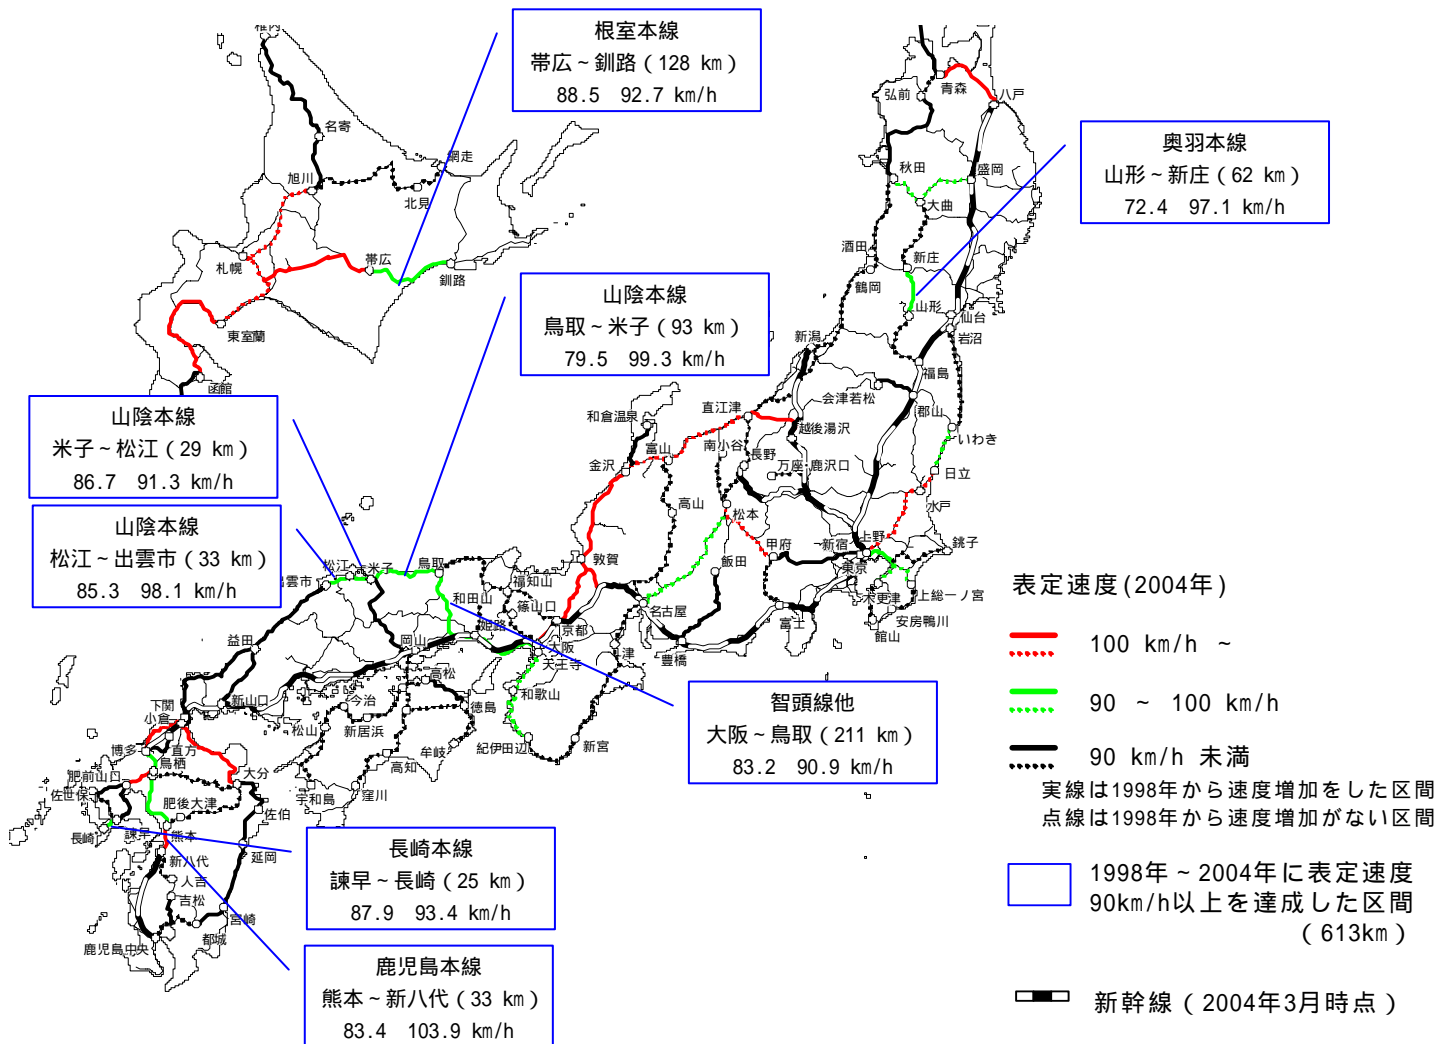 根室本線
帯広～釧路（128 km）
88.5 92.7 km/h
奥羽本線
山形～新庄（62 km）
72.4 97.1 km/h
山陰本線
鳥取～米子（93 km）
79.5 99.3 km/h
山陰本線
米子～松江（29 km）
86.7 91.3 km/h
山陰本線
松江～出雲市（33 km）
85.3 98.1 km/h
智頭線他
大阪～鳥取（211 km）
83.2 90.9 km/h
長崎本線
諫早～長崎（25 km）
87.9 93.4 km/h
鹿児島本線
熊本～新八代（33 km）
83.4 103.9 km/h
稚内
名寄
網走
旭川
北見
札幌
帯広
釧路
東室蘭
函館
青森
弘前
八戸
秋田
盛岡
大曲
酒田
新庄
鶴岡
山形
仙台
岩沼
新潟
福島
会津若松
郡山
いわき
和倉温泉
直江津
越後湯沢
南小谷
富山
長野
万座・鹿沢口
金沢
日立
水戸
高山
松本
新宿
上野
銚子
甲府
東京
敦賀
飯田
木更津
上総一ノ宮
安房鴨川
館山
松江
米子
鳥取
出雲市
福知山
和田山
篠山口
名古屋
富士
京都
豊橋
姫路
大阪
津
岡山
天王寺
益田
高松
和歌山
新山口
今治
徳島
下関
小倉
松山
新居浜
牟岐
紀伊田辺
新宮
博多
直方
高知
鳥栖
肥前山口
大分
佐世保
肥後大津
宇和島
窪川
佐伯
長崎
諫早
熊本
新八代
延岡
人吉
吉松
宮崎
都城
鹿児島中央
表定速度(2004年)
100 km/h ～
90 ～ 100 km/h
90 km/h 未満
実線は1998年から速度増加をした区間
点線は1998年から速度増加がない区間
1998年～2004年に表定速度
90km/h以上を達成した区間
（613km）
新幹線（2004年3月時点）